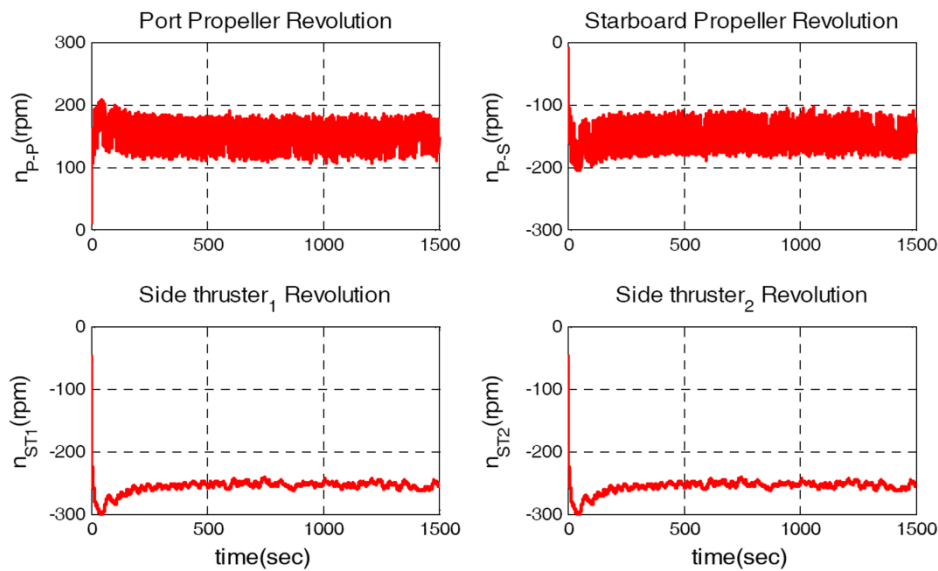 Port Propeller Revolution
Starboard Propeller Revolution
300
200
100
0
n_P-P(rpm)
0 500 1000 1500
0
-100
-200
-300
n_P-S(rpm)
0 500 1000 1500
Side thruster_1 Revolution
Side thruster_2 Revolution
0
-100
-200
-300
n_ST1(rpm)
0 500 1000 1500
time(sec)
0
-100
-200
-300
n_ST2(rpm)
0 500 1000 1500
time(sec)